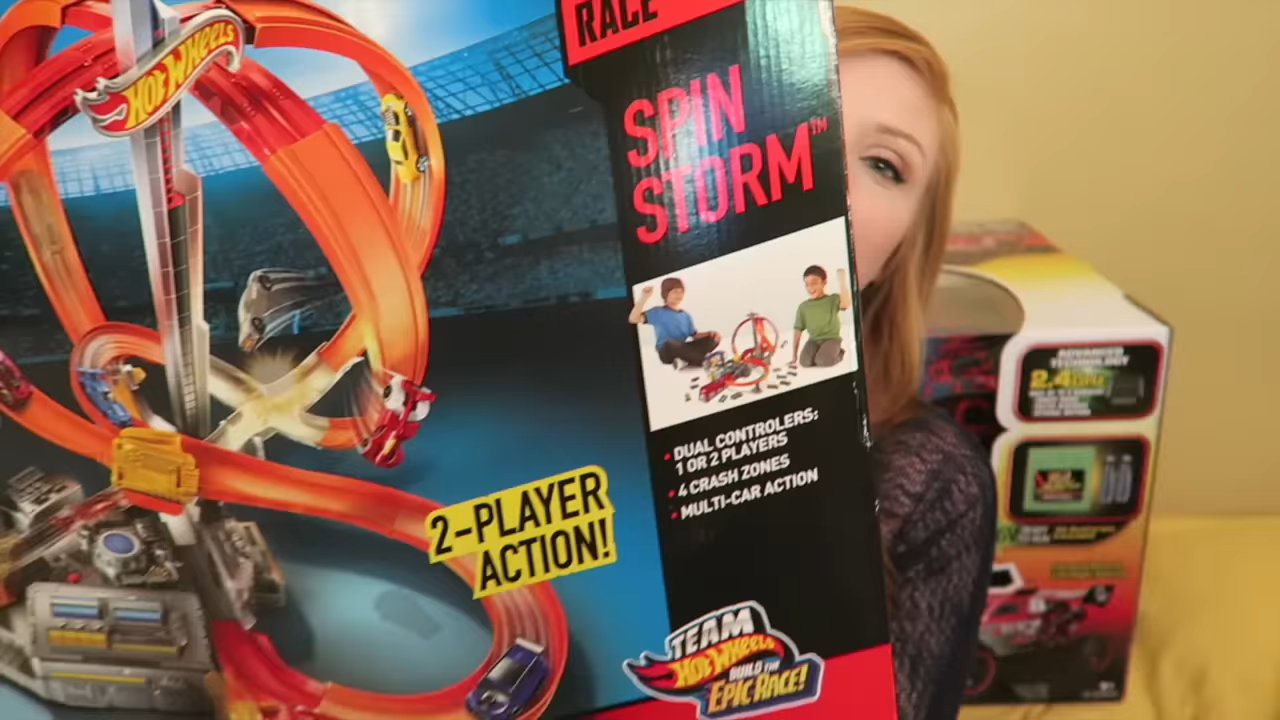 HOT WHEELS
RACE
SPIN
STORM™
• DUAL CONTROLERS:
1 OR 2 PLAYERS
• 4 CRASH ZONES
• MULTI-CAR ACTION
2-PLAYER
ACTION!
TEAM
HOT WHEELS
BUILD THE
EPIC RACE!
ADVANCED
TECHNOLOGY
2.4GHz